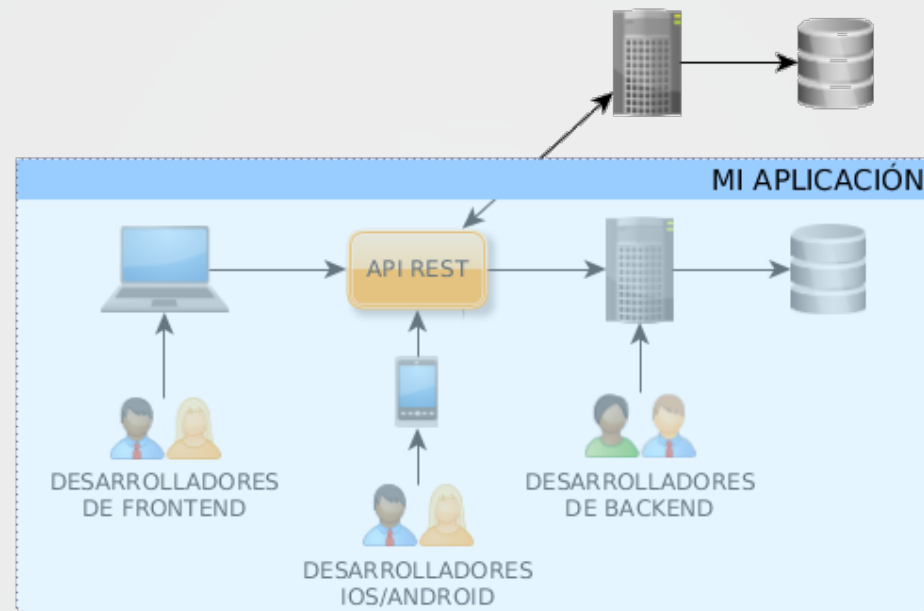 MI APLICACIÓN
API REST
DESARROLLADORES
DE FRONTEND
DESARROLLADORES
DE BACKEND
DESARROLLADORES
IOS/ANDROID